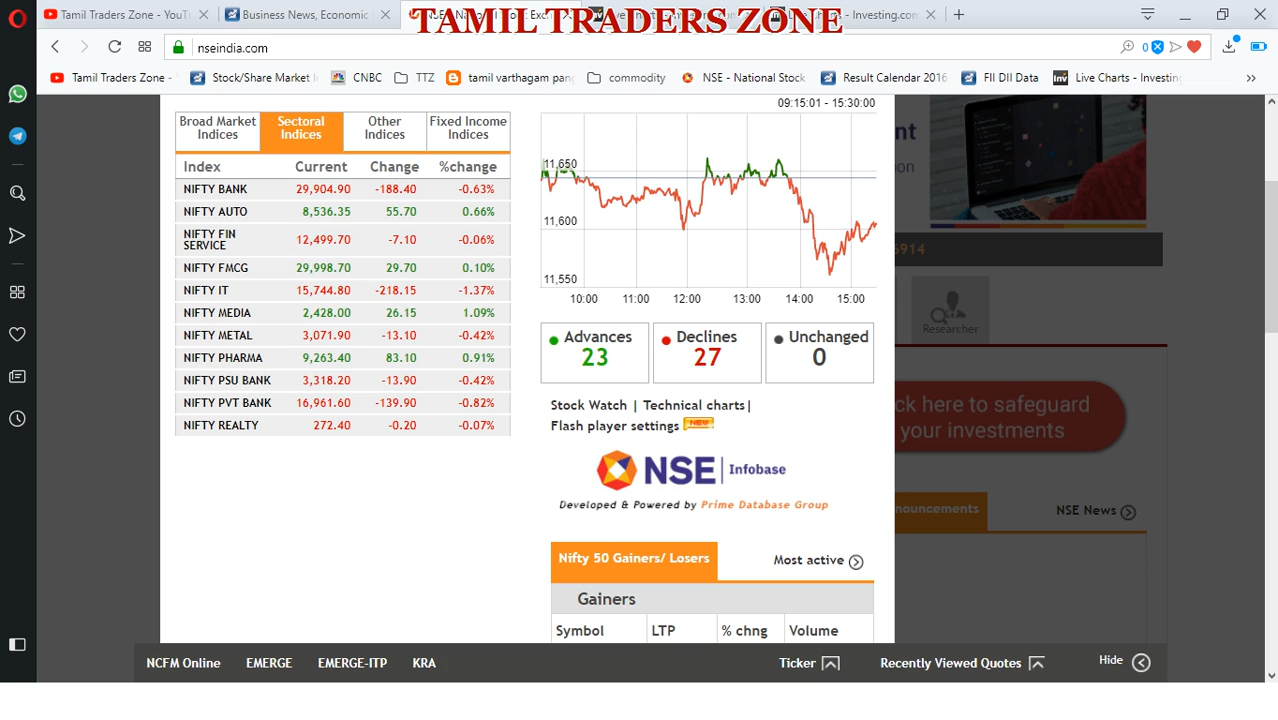 TAMIL TRADERS ZONE
Tamil Traders Zone - YouTu
Business News, Economic
Live Charts - Investing.com
nseindia.com
0
Tamil Traders Zone -
Stock/Share Market
CNBC
TTZ
tamil varthagam pan
commodity
NSE - National Stock
Result Calendar 2016
FII DII Data
Inv
Live Charts - Investin
09:15:01 - 15:30:00
Broad Market Indices
Sectoral Indices
Other Indices
Fixed Income Indices
Index Current Change %change
NIFTY BANK 29,904.90 -188.40 -0.63%
NIFTY AUTO 8,536.35 55.70 0.66%
NIFTY FIN SERVICE 12,499.70 -7.10 -0.06%
NIFTY FMCG 29,998.70 29.70 0.10%
NIFTY IT 15,744.80 -218.15 -1.37%
NIFTY MEDIA 2,428.00 26.15 1.09%
NIFTY METAL 3,071.90 -13.10 -0.42%
NIFTY PHARMA 9,263.40 83.10 0.91%
NIFTY PSU BANK 3,318.20 -13.90 -0.42%
NIFTY PVT BANK 16,961.60 -139.90 -0.82%
NIFTY REALTY 272.40 -0.20 -0.07%
11,650
11,600
11,550
10:00 11:00 12:00 13:00 14:00 15:00
Advances 23
Declines 27
Unchanged 0
Stock Watch | Technical charts|
Flash player settings NEW
NSE | Infobase
Developed & Powered by Prime Database Group
Nifty 50 Gainers/ Losers
Most active
Gainers
Symbol LTP % chng Volume
nt
ion
6914
Researcher
ck here to safeguard
your investments
nouncements
NSE News
NCFM Online EMERGE EMERGE-ITP KRA
Ticker
Recently Viewed Quotes
Hide